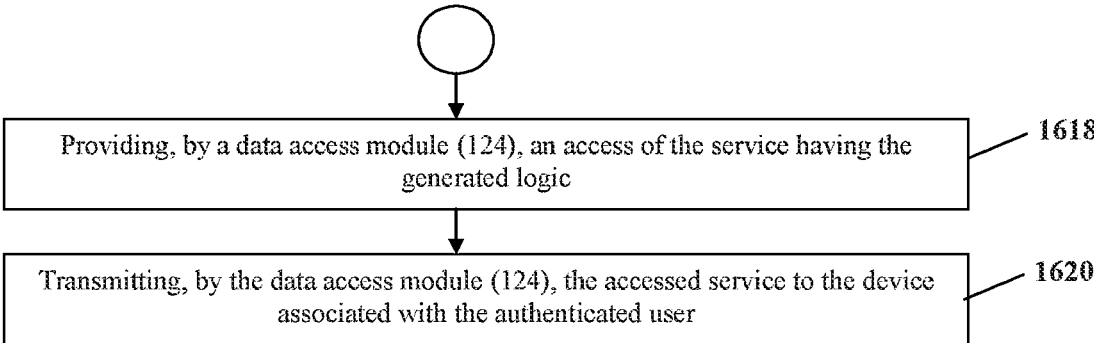 Providing, by a data access module (124), an access of the service having the
generated logic
1618
Transmitting, by the data access module (124), the accessed service to the device
associated with the authenticated user
1620